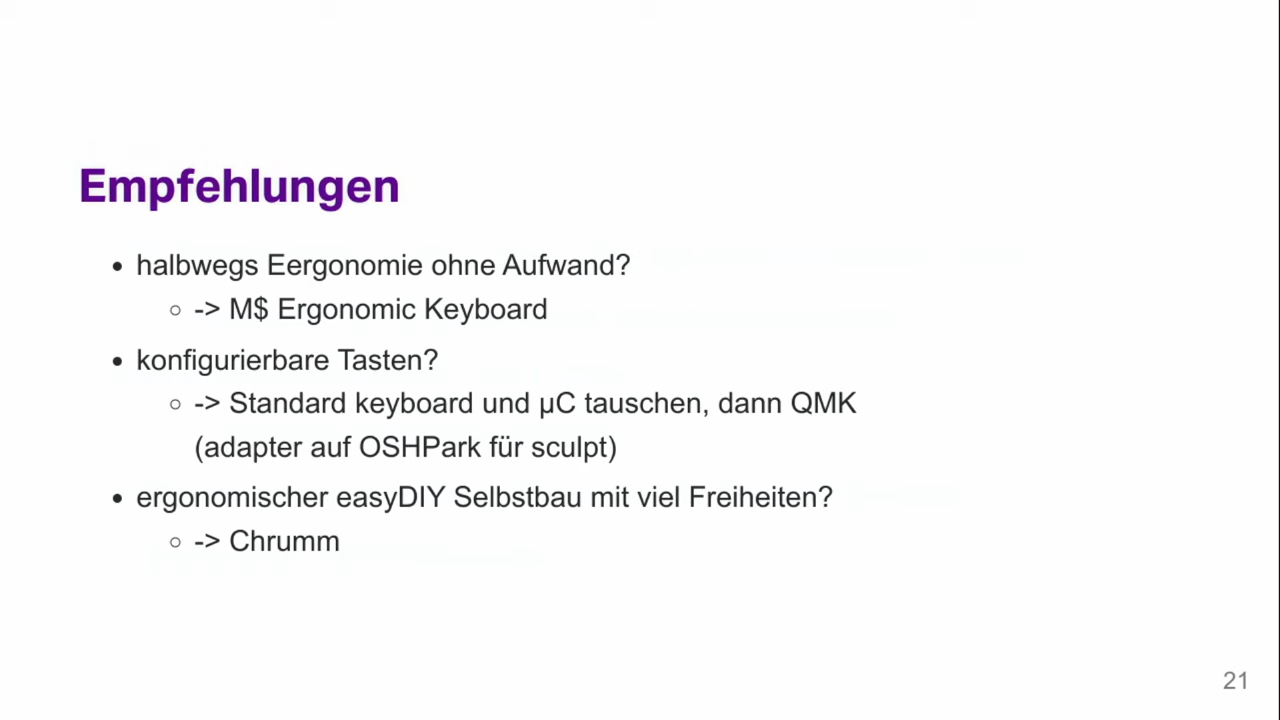 Empfehlungen
• halbwegs Eergonomie ohne Aufwand?
○ -> M$ Ergonomic Keyboard
• konfigurierbare Tasten?
○ -> Standard keyboard und µC tauschen, dann QMK
(adapter auf OSHPark für sculpt)
• ergonomischer easyDIY Selbstbau mit viel Freiheiten?
○ -> Chrumm
21